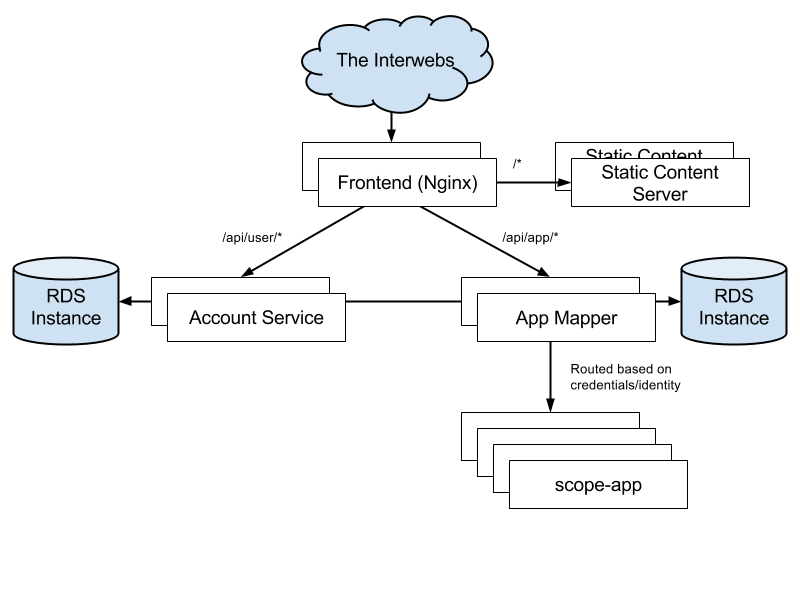 The Interwebs
/*
Static Content
Frontend (Nginx)
Static Content
Server
/api/user/*
/api/app/*
RDS
Instance
Account Service
App Mapper
RDS
Instance
Routed based on
credentials/identity
scope-app